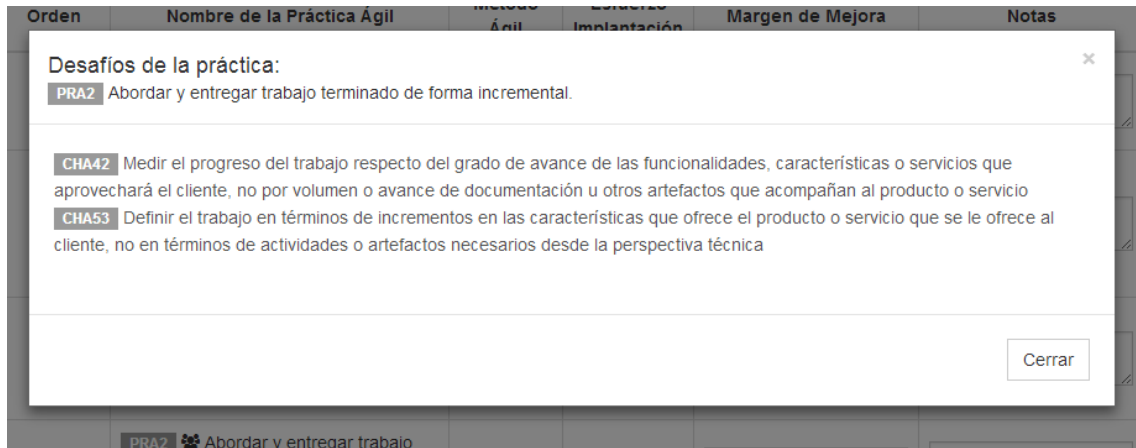 Orden Nombre de la Práctica Ágil Método Ágil Esfuerzo Implantación Margen de Mejora Notas
Desafíos de la práctica:
×
PRA2 Abordar y entregar trabajo terminado de forma incremental.
CHA42 Medir el progreso del trabajo respecto del grado de avance de las funcionalidades, características o servicios que
aprovechará el cliente, no por volumen o avance de documentación u otros artefactos que acompañan al producto o servicio
CHA53 Definir el trabajo en términos de incrementos en las características que ofrece el producto o servicio que se le ofrece al
cliente, no en términos de actividades o artefactos necesarios desde la perspectiva técnica
Cerrar
PRA2 Abordar y entregar trabajo